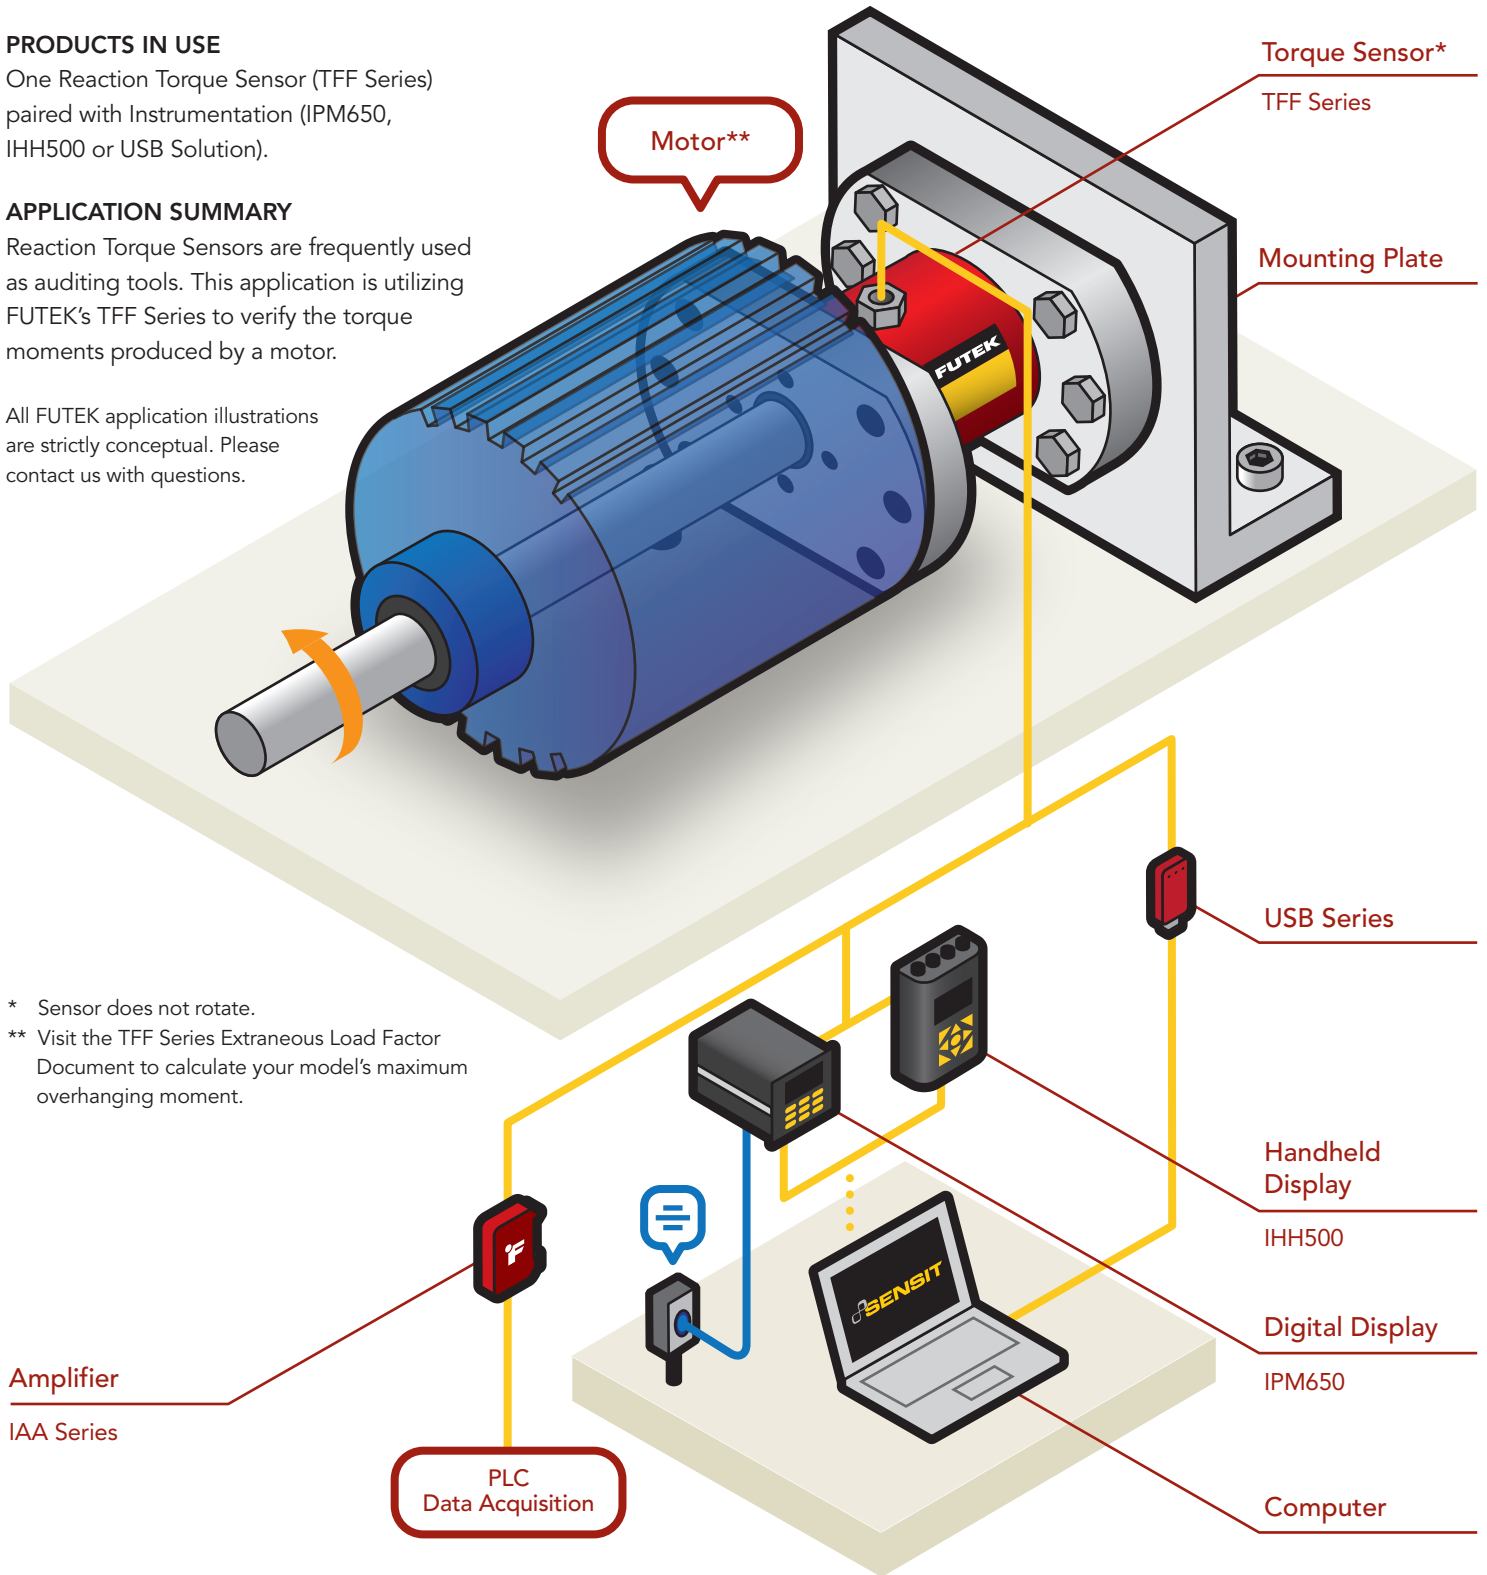 PRODUCTS IN USE
One Reaction Torque Sensor (TFF Series)
paired with Instrumentation (IPM650,
IHH500 or USB Solution).
APPLICATION SUMMARY
Reaction Torque Sensors are frequently used
as auditing tools. This application is utilizing
FUTEK's TFF Series to verify the torque
moments produced by a motor.
All FUTEK application illustrations
are strictly conceptual. Please
contact us with questions.
Motor**
Torque Sensor*
TFF Series
Mounting Plate
FUTEK
USB Series
* Sensor does not rotate.
** Visit the TFF Series Extraneous Load Factor
Document to calculate your model's maximum
overhanging moment.
Handheld
Display
IHH500
SENSIT
Digital Display
IPM650
Amplifier
IAA Series
PLC
Data Acquisition
Computer